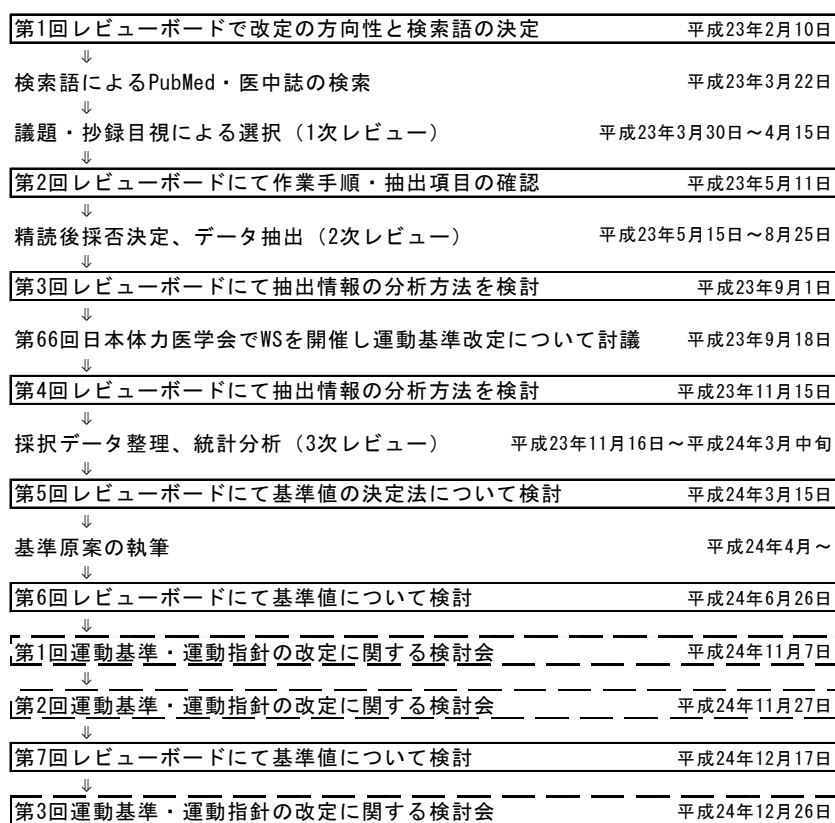 第1回レビューボードで改定の方向性と検索語の決定 平成23年2月10日
⇓
検索語によるPubMed・医中誌の検索 平成23年3月22日
⇓
議題・抄録目視による選択（1次レビュー） 平成23年3月30日～4月15日
⇓
第2回レビューボードにて作業手順・抽出項目の確認 平成23年5月11日
⇓
精読後採否決定、データ抽出（2次レビュー） 平成23年5月15日～8月25日
⇓
第3回レビューボードにて抽出情報の分析方法を検討 平成23年9月1日
⇓
第66回日本体力医学会でWSを開催し運動基準改定について討議 平成23年9月18日
⇓
第4回レビューボードにて抽出情報の分析方法を検討 平成23年11月15日
⇓
採択データ整理、統計分析（3次レビュー） 平成23年11月16日～平成24年3月中旬
⇓
第5回レビューボードにて基準値の決定法について検討 平成24年3月15日
⇓
基準原案の執筆 平成24年4月～
⇓
第6回レビューボードにて基準値について検討 平成24年6月26日
⇓
第1回運動基準・運動指針の改定に関する検討会 平成24年11月7日
⇓
第2回運動基準・運動指針の改定に関する検討会 平成24年11月27日
⇓
第7回レビューボードにて基準値について検討 平成24年12月17日
⇓
第3回運動基準・運動指針の改定に関する検討会 平成24年12月26日